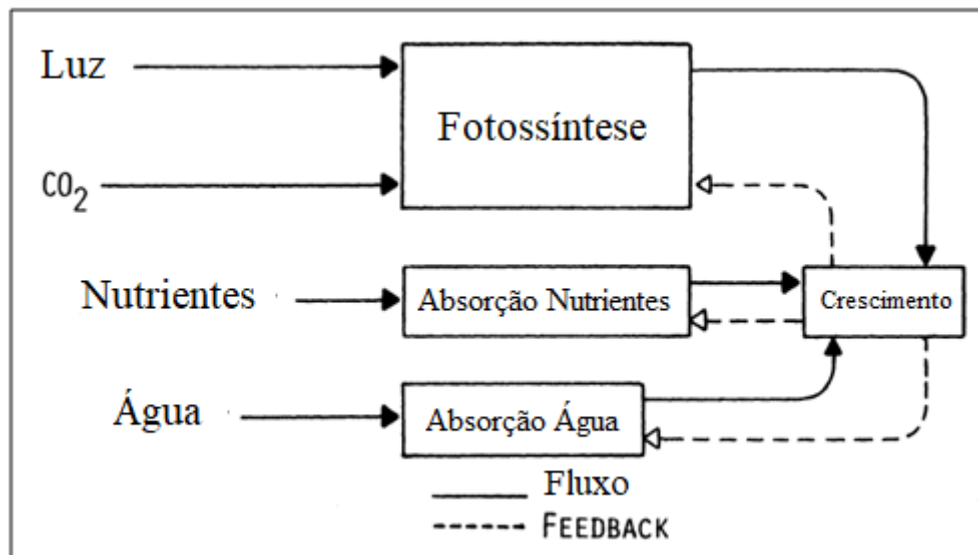 Luz
Fotossíntese
CO2
Nutrientes
Absorção Nutrientes
Crescimento
Água
Absorção Água
Fluxo
FEEDBACK